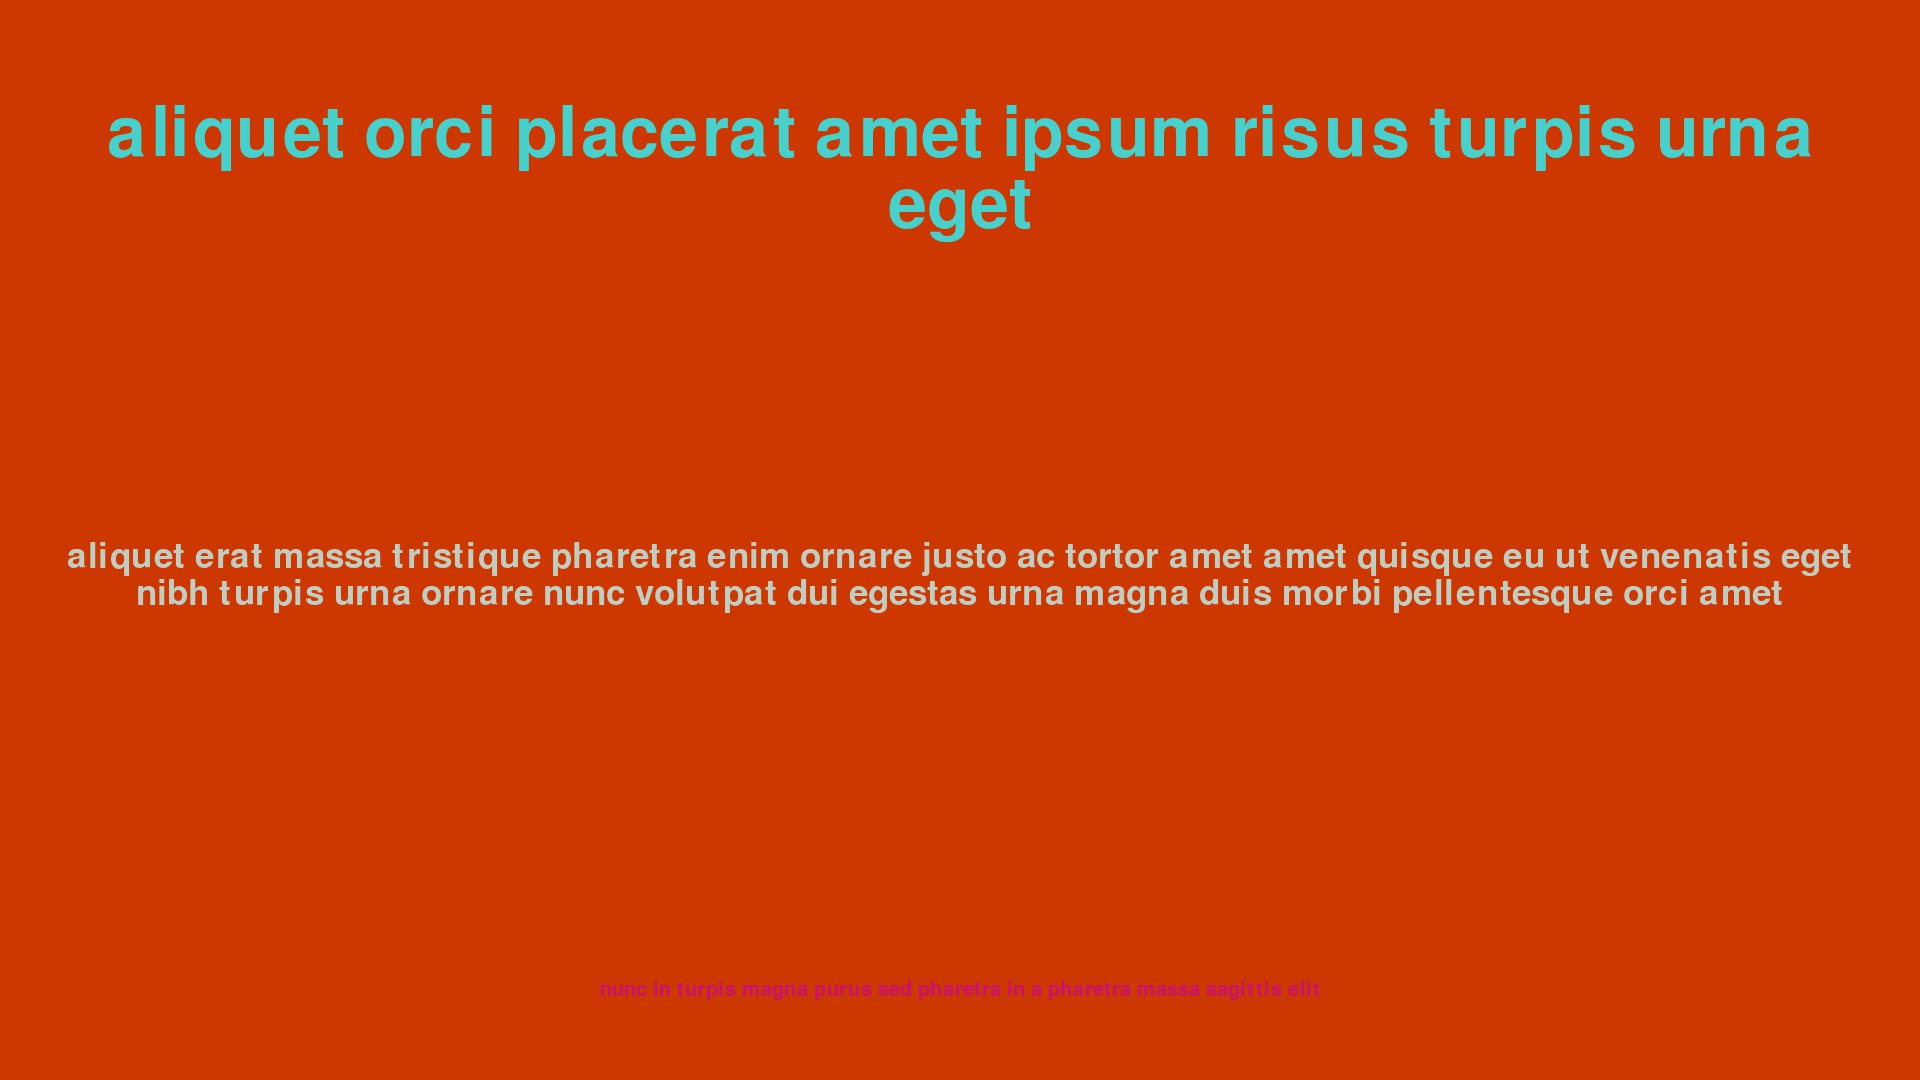 aliquet orci placerat amet ipsum risus turpis urna
eget
aliquet erat massa tristique pharetra enim ornare justo ac tortor amet amet quisque eu ut venenatis eget
nibh turpis urna ornare nunc volutpat dui egestas urna magna duis morbi pellentesque orci amet
nunc in turpis magna purus sed pharetra in a pharetra massa sagittis elit